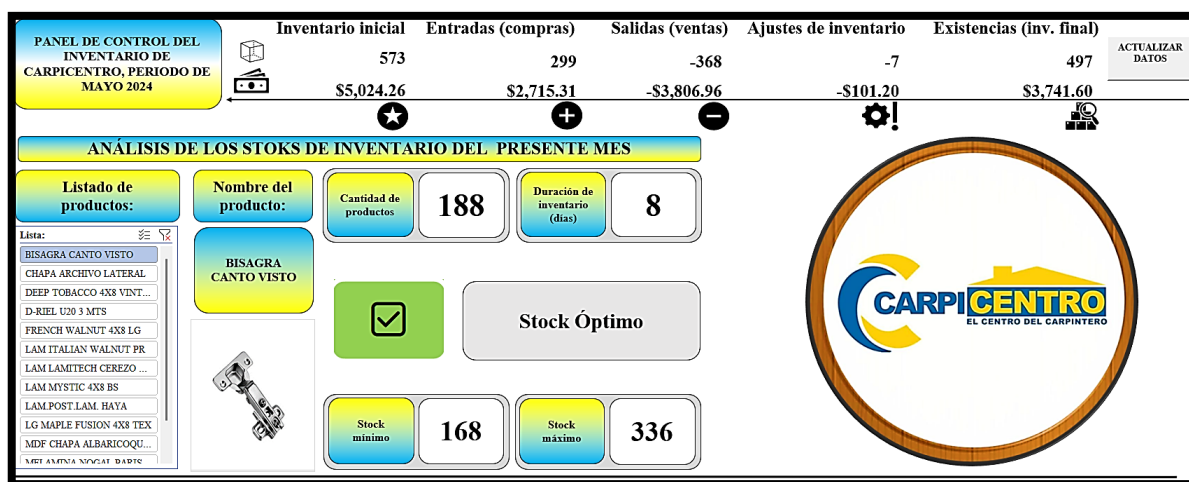 PANEL DE CONTROL DEL
INVENTARIO DE
CARPICENTRO, PERIODO DE
MAYO 2024
Inventario inicial Entradas (compras) Salidas (ventas) Ajustes de inventario Existencias (inv. final)
573 299 -368 -7 497
$5,024.26 $2,715.31 -$3,806.96 -$101.20 $3,741.60
ACTUALIZAR
DATOS
ANÁLISIS DE LOS STOKS DE INVENTARIO DEL PRESENTE MES
Listado de
productos:
Nombre del
producto:
Cantidad de
productos
188
Duración de
inventario
(días)
8
Lista:
BISAGRA CANTO VISTO
CHAPA ARCHIVO LATERAL
DEEP TOBACCO 4X8 VINT...
D-RIEL U20 3 MTS
FRENCH WALNUT 4X8 LG
LAM ITALIAN WALNUT PR
LAM LAMITECH CEREZO ...
LAM MYSTIC 4X8 BS
LAM.POST.LAM. HAYA
LG MAPLE FUSION 4X8 TEX
MDF CHAPA ALBARICOQU...
MELAMINA NOGAL PARIS
BISAGRA
CANTO VISTO
Stock Óptimo
Stock
mínimo
168
Stock
máximo
336
CARPICENTRO
EL CENTRO DEL CARPINTERO